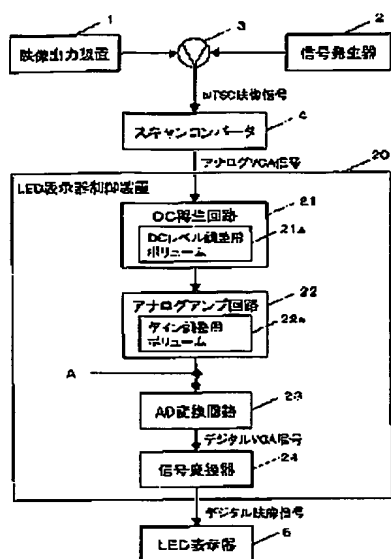 1
2
3
映像出力装置
信号発生器
NTSC映像信号
4
スキャンコンバータ
アナログVGA信号
20
LED表示器制御装置
21
DC再生回路
DCレベル調整用
ボリューム
21a
22
アナログアンプ回路
ゲイン調整用
ボリューム
22a
A
23
AD変換回路
デジタルVGA信号
24
信号変換器
デジタル映像信号
LED表示器